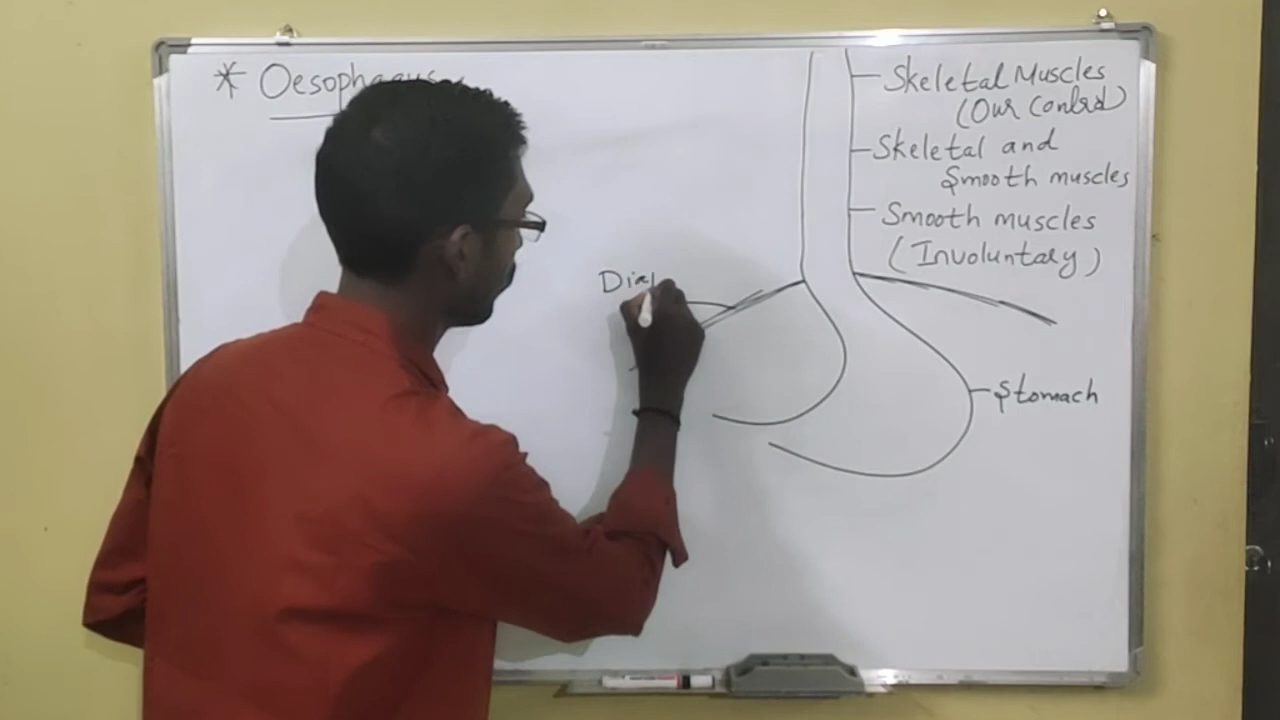 * Oesophagus
Skeletal Muscles
(Our Control)
Skeletal and
Smooth muscles
Smooth muscles
(Involuntary)
Dia
Stomach